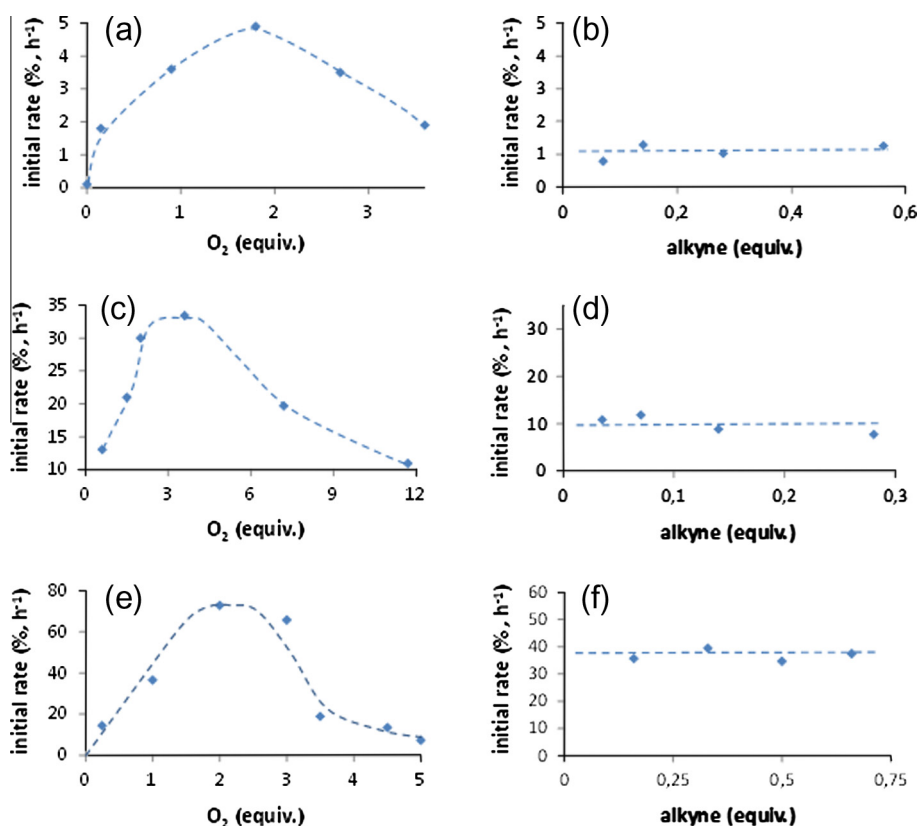 (a)
initial rate (%, h⁻¹)
5
4
3
2
1
0
0 1 2 3
O₂ (equiv.)
(b)
initial rate (%, h⁻¹)
5
4
3
2
1
0
0 0,2 0,4 0,6
alkyne (equiv.)
(c)
initial rate (%, h⁻¹)
35
30
25
20
15
10
0 3 6 9 12
O₂ (equiv.)
(d)
initial rate (%, h⁻¹)
30
20
10
0
0 0,1 0,2 0,3
alkyne (equiv.)
(e)
initial rate (%, h⁻¹)
80
60
40
20
0
0 1 2 3 4 5
O₂ (equiv.)
(f)
initial rate (%, h⁻¹)
60
50
40
30
20
10
0
0 0,25 0,5 0,75
alkyne (equiv.)